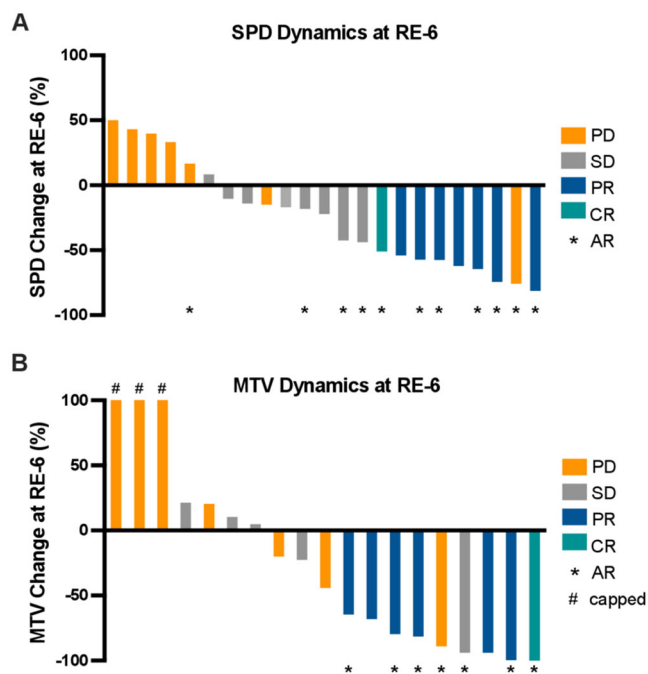 A
SPD Dynamics at RE-6
SPD Change at RE-6 (%)
100
50
0
-50
-100
* * * * * * * * * * *
PD
SD
PR
CR
* AR
B
MTV Dynamics at RE-6
MTV Change at RE-6 (%)
# # #
100
50
0
-50
-100
* * * * * * *
PD
SD
PR
CR
* AR
# capped